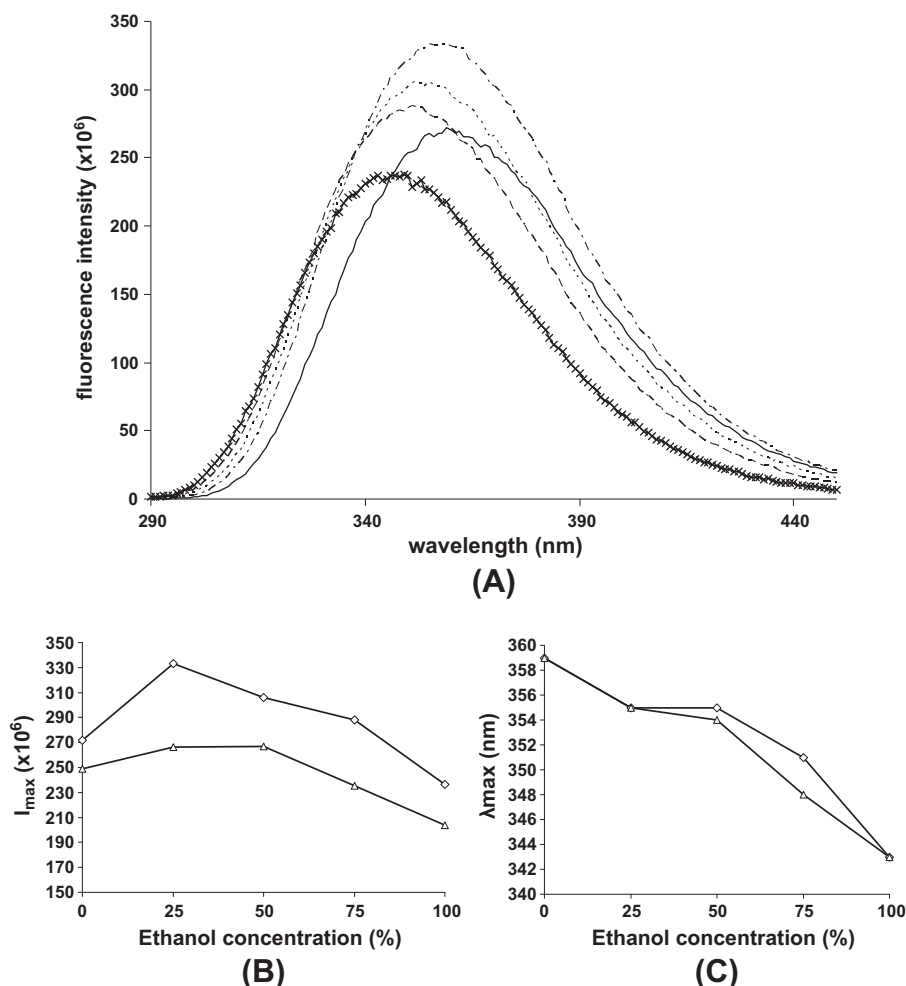 350
300
250
200
150
100
50
0
fluorescence intensity (x10⁶)
290 340 390 440
wavelength (nm)
(A)
350
330
310
290
270
250
230
210
190
170
150
I_max (x10⁶)
0 25 50 75 100
Ethanol concentration (%)
(B)
360
358
356
354
352
350
348
346
344
342
340
λmax (nm)
0 25 50 75 100
Ethanol concentration (%)
(C)